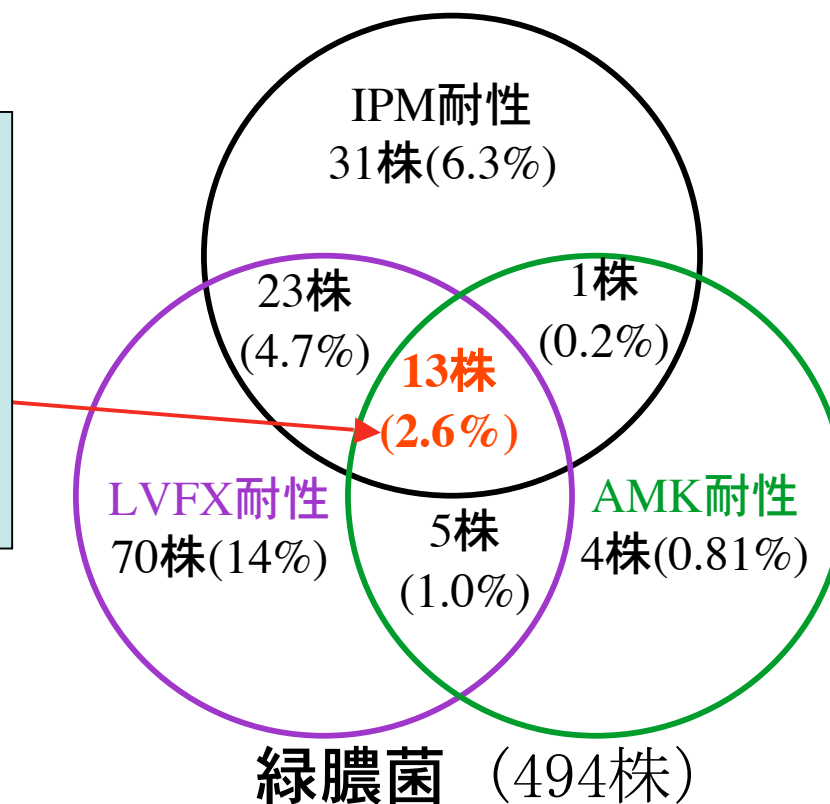 IPM耐性
31株(6.3%)
23株
(4.7%)
1株
(0.2%)
13株
(2.6%)
LVFX耐性
70株(14%)
5株
(1.0%)
AMK耐性
4株(0.81%)
緑膿菌（494株）